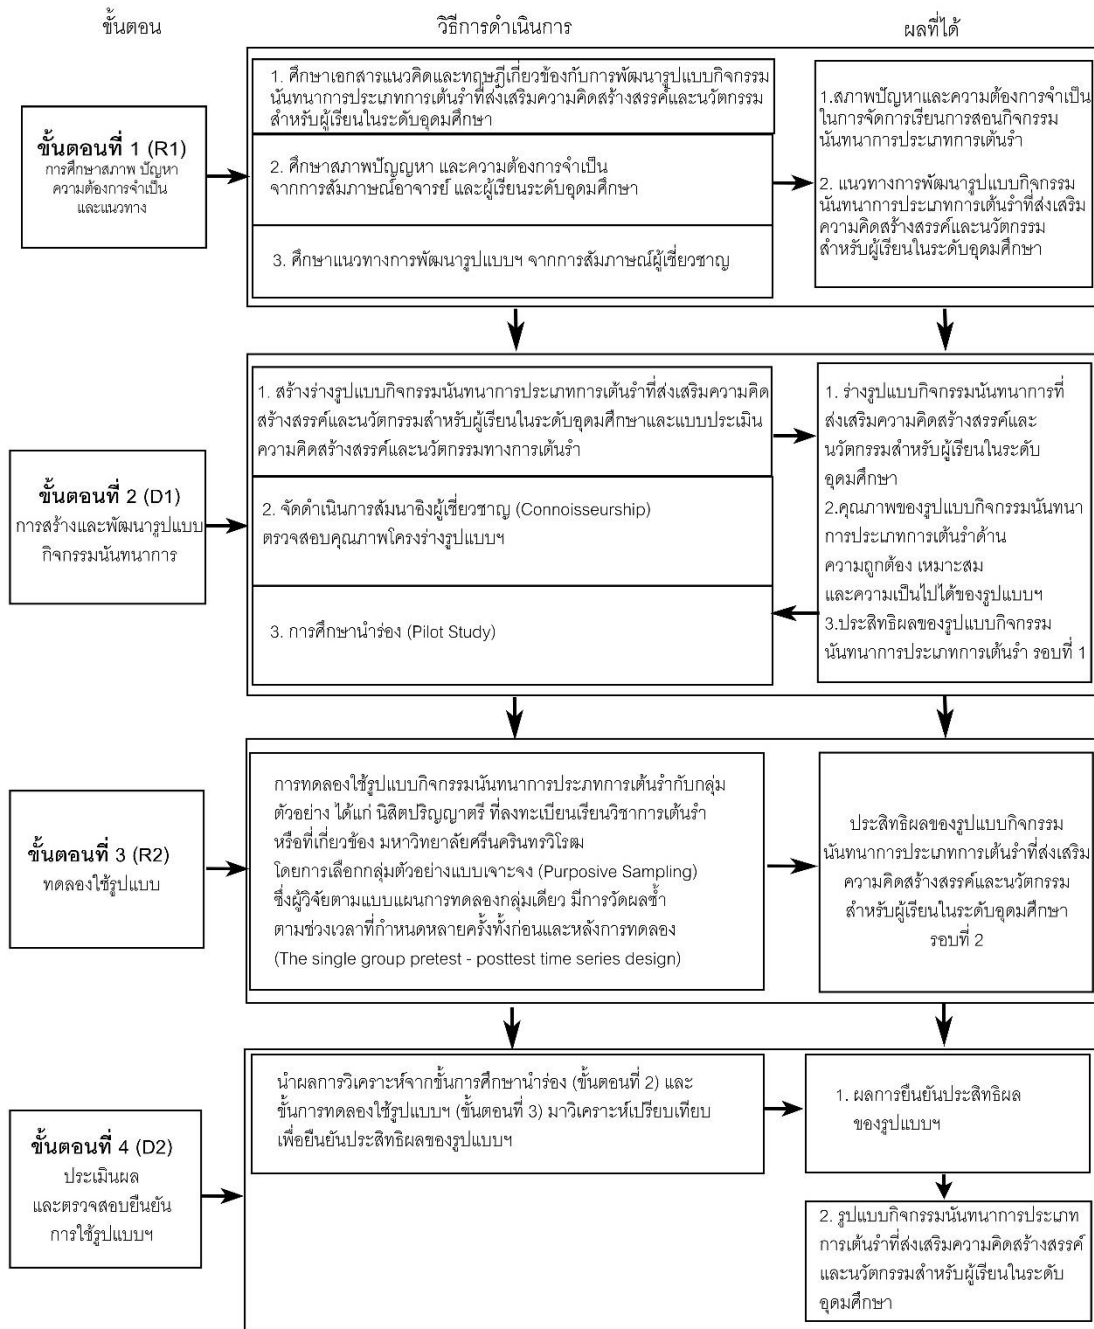 ขั้นตอน
วิธีการดำเนินการ
ผลที่ได้
ขั้นตอนที่ 1 (R1)
การศึกษาสภาพ ปัญหา
ความต้องการจำเป็น
และแนวทาง
1. ศึกษาเอกสารแนวคิดและทฤษฎีเกี่ยวข้องกับการพัฒนารูปแบบกิจกรรม
นันทนาการประเภทการเต้นรำที่ส่งเสริมความคิดสร้างสรรค์และนวัตกรรม
สำหรับผู้เรียนในระดับอุดมศึกษา
2. ศึกษาสภาพปัญญหา และความต้องการจำเป็น
จากการสัมภาษณ์อาจารย์ และผู้เรียนระดับอุดมศึกษา
3. ศึกษาแนวทางการพัฒนารูปแบบฯ จากการสัมภาษณ์ผู้เชี่ยวชาญ
1.สภาพปัญหาและความต้องการจำเป็น
ในการจัดการเรียนการสอนกิจกรรม
นันทนาการประเภทการเต้นรำ
2. แนวทางการพัฒนารูปแบบกิจกรรม
นันทนาการประเภทการเต้นรำที่ส่งเสริม
ความคิดสร้างสรรค์และนวัตกรรม
สำหรับผู้เรียนในระดับอุดมศึกษา
ขั้นตอนที่ 2 (D1)
การสร้างและพัฒนารูปแบบ
กิจกรรมนันทนาการ
1. สร้างร่างรูปแบบกิจกรรมนันทนาการประเภทการเต้นรำที่ส่งเสริมความคิด
สร้างสรรค์และนวัตกรรมสำหรับผู้เรียนในระดับอุดมศึกษาและแบบประเมิน
ความคิดสร้างสรรค์และนวัตกรรมทางการเต้นรำ
2. จัดดำเนินการสัมนาอิงผู้เชี่ยวชาญ (Connoisseurship)
ตรวจสอบคุณภาพโครงร่างรูปแบบฯ
3. การศึกษานำร่อง (Pilot Study)
1. ร่างรูปแบบกิจกรรมนันทนาการที่
ส่งเสริมความคิดสร้างสรรค์และ
นวัตกรรมสำหรับผู้เรียนในระดับ
อุดมศึกษา
2.คุณภาพของรูปแบบกิจกรรมนันทนา
การประเภทการเต้นรำด้าน
ความถูกต้อง เหมาะสม
และความเป็นไปได้ของรูปแบบฯ
3.ประสิทธิผลของรูปแบบกิจกรรม
นันทนาการประเภทการเต้นรำ รอบที่ 1
ขั้นตอนที่ 3 (R2)
ทดลองใช้รูปแบบ
การทดลองใช้รูปแบบกิจกรรมนันทนาการประเภทการเต้นรำกับกลุ่ม
ตัวอย่าง ได้แก่ นิสิตปริญญาตรี ที่ลงทะเบียนเรียนวิชาการเต้นรำ
หรือที่เกี่ยวข้อง มหาวิทยาลัยศรีนครินทรวิโรฒ
โดยการเลือกกลุ่มตัวอย่างแบบเจาะจง (Purposive Sampling)
ซึ่งผู้วิจัยตามแบบแผนการทดลองกลุ่มเดียว มีการวัดผลซ้ำ
ตามช่วงเวลาที่กำหนดหลายครั้งทั้งก่อนและหลังการทดลอง
(The single group pretest - posttest time series design)
ประสิทธิผลของรูปแบบกิจกรรม
นันทนาการประเภทการเต้นรำที่ส่งเสริม
ความคิดสร้างสรรค์และนวัตกรรม
สำหรับผู้เรียนในระดับอุดมศึกษา
รอบที่ 2
ขั้นตอนที่ 4 (D2)
ประเมินผล
และตรวจสอบยืนยัน
การใช้รูปแบบฯ
นำผลการวิเคราะห์จากขั้นการศึกษานำร่อง (ขั้นตอนที่ 2) และ
ขั้นการทดลองใช้รูปแบบฯ (ขั้นตอนที่ 3) มาวิเคราะห์เปรียบเทียบ
เพื่อยืนยันประสิทธิผลของรูปแบบฯ
1. ผลการยืนยันประสิทธิผล
ของรูปแบบฯ
2. รูปแบบกิจกรรมนันทนาการประเภท
การเต้นรำที่ส่งเสริมความคิดสร้างสรรค์
และนวัตกรรมสำหรับผู้เรียนในระดับ
อุดมศึกษา